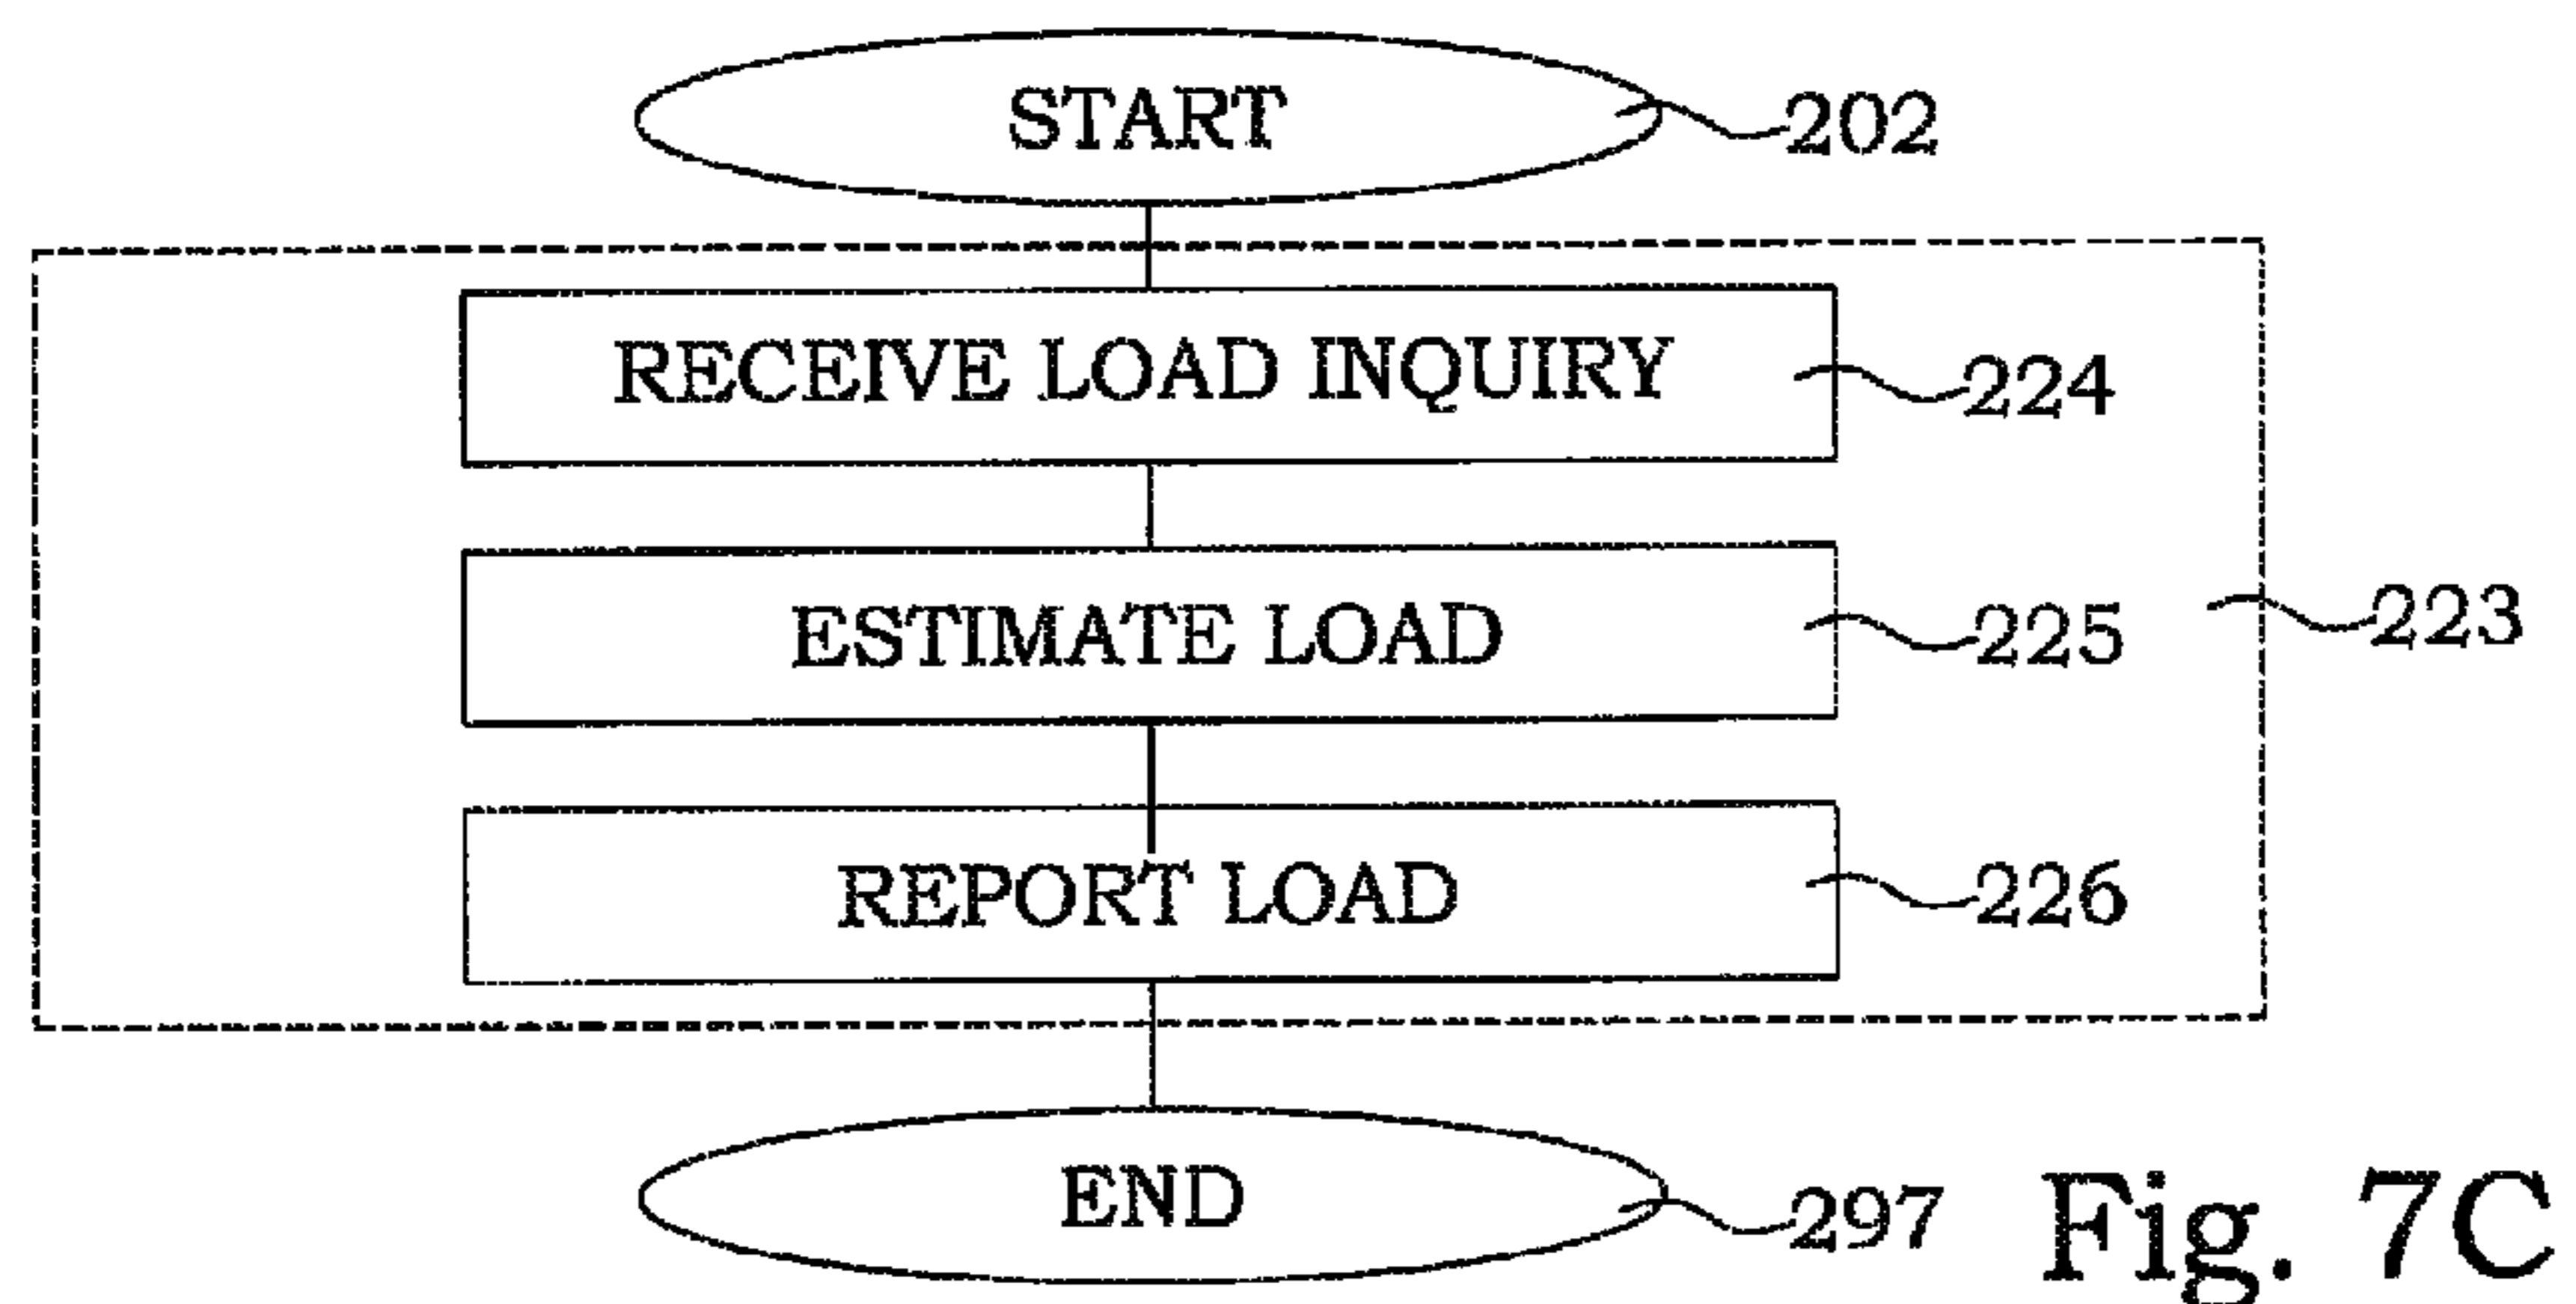 START
202
RECEIVE LOAD INQUIRY
224
ESTIMATE LOAD
225
223
REPORT LOAD
226
END
297
Fig. 7C